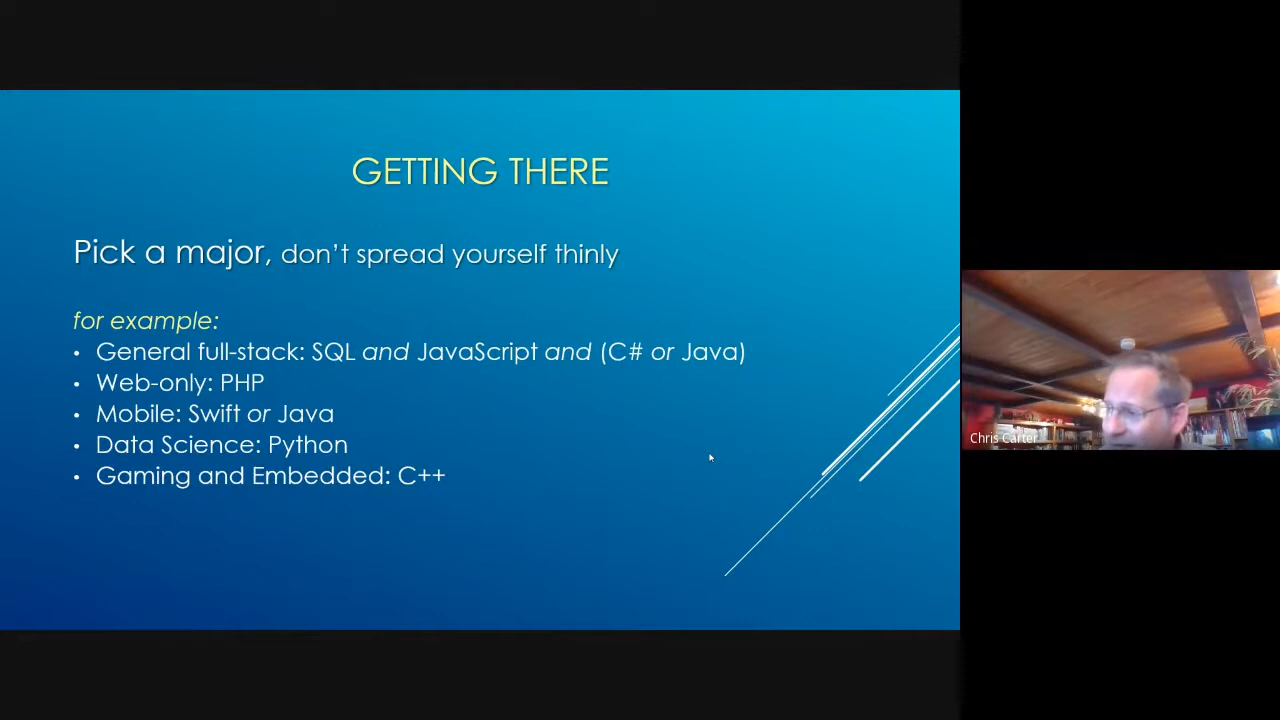 GETTING THERE
Pick a major, don't spread yourself thinly
for example:
• General full-stack: SQL and JavaScript and (C# or Java)
• Web-only: PHP
• Mobile: Swift or Java
• Data Science: Python
• Gaming and Embedded: C++
Chris Carter